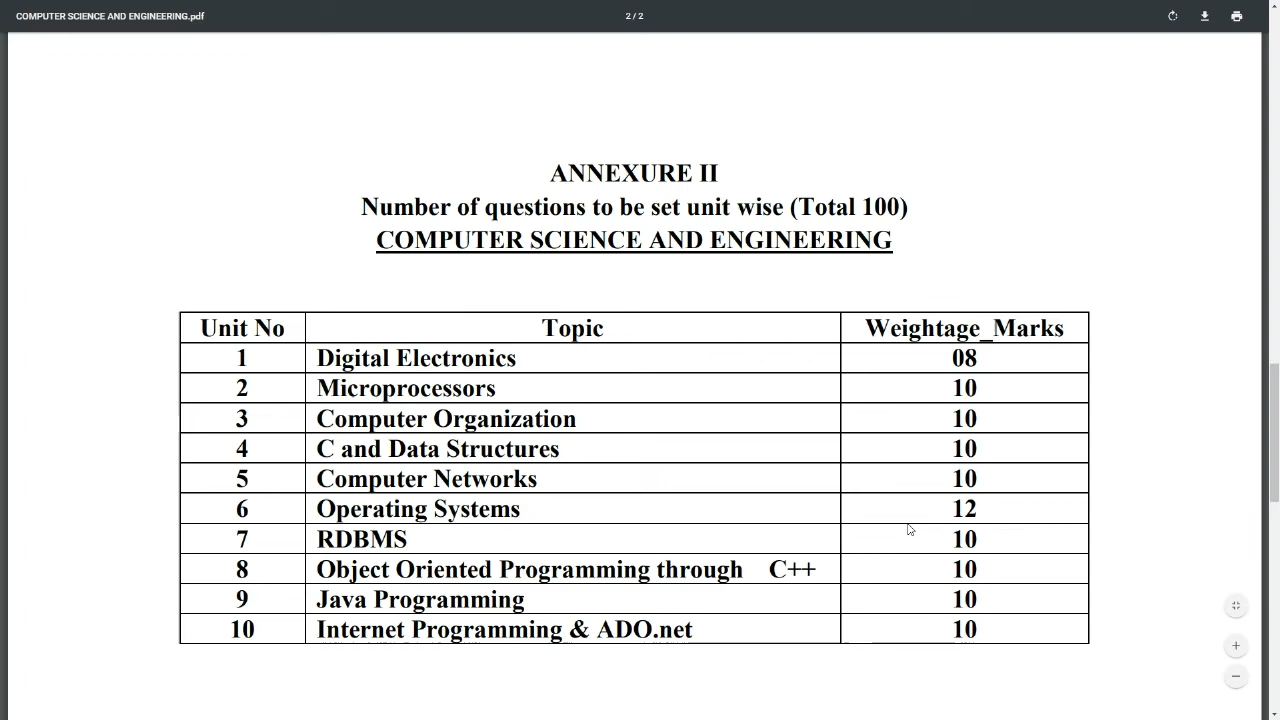 COMPUTER SCIENCE AND ENGINEERING.pdf 2 / 2
ANNEXURE II
Number of questions to be set unit wise (Total 100)
COMPUTER SCIENCE AND ENGINEERING
Unit No Topic Weightage_Marks
1 Digital Electronics 08
2 Microprocessors 10
3 Computer Organization 10
4 C and Data Structures 10
5 Computer Networks 10
6 Operating Systems 12
7 RDBMS 10
8 Object Oriented Programming through C++ 10
9 Java Programming 10
10 Internet Programming & ADO.net 10